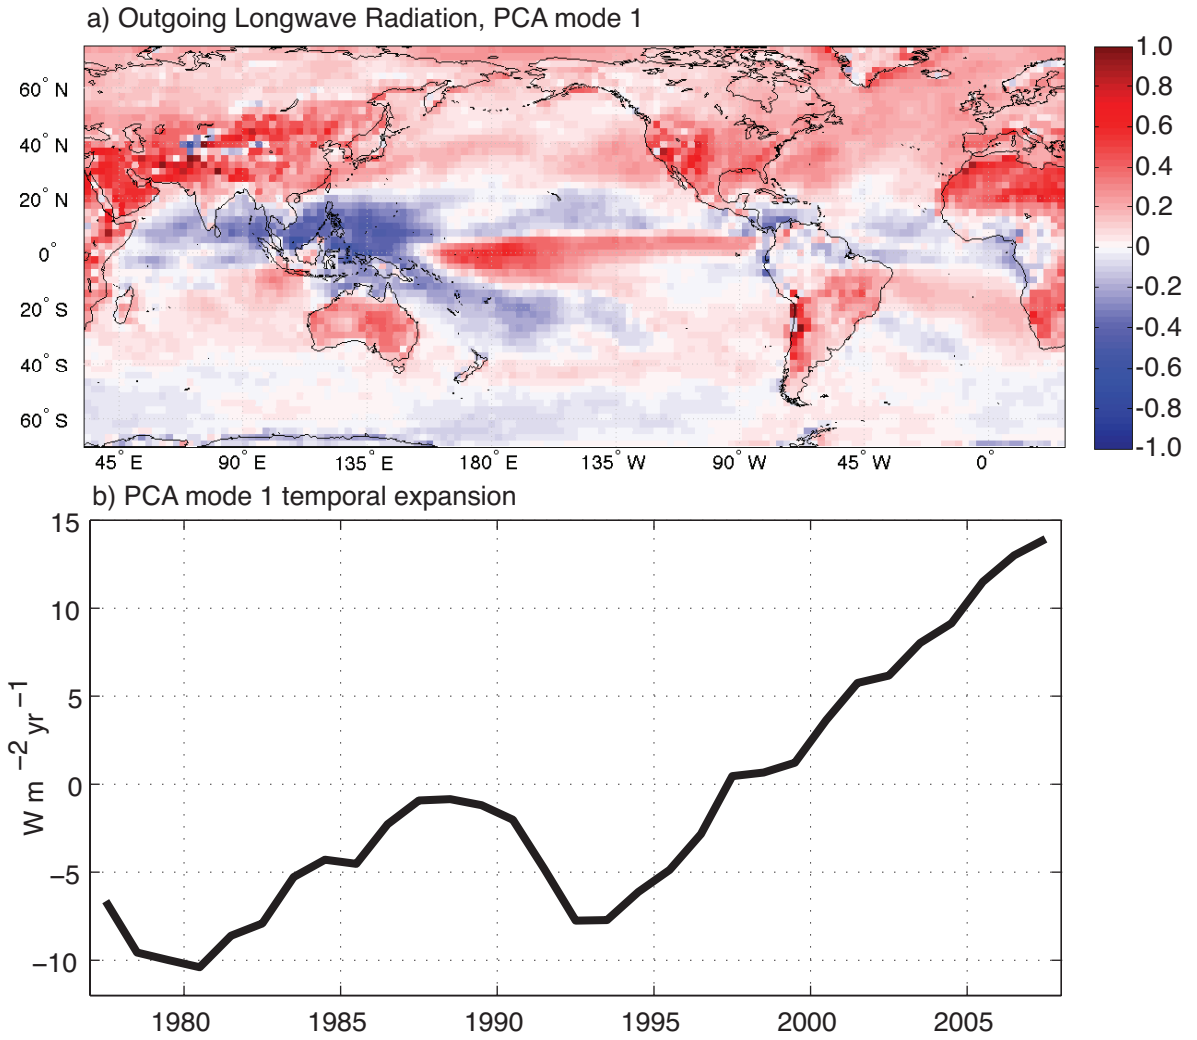 a) Outgoing Longwave Radiation, PCA mode 1
60° N
40° N
20° N
0°
20° S
40° S
60° S
45° E 90° E 135° E 180° E 135° W 90° W 45° W 0°
1.0
0.8
0.6
0.4
0.2
0
-0.2
-0.4
-0.6
-0.8
-1.0
b) PCA mode 1 temporal expansion
W m⁻² yr⁻¹
15
10
5
0
−5
−10
1980 1985 1990 1995 2000 2005